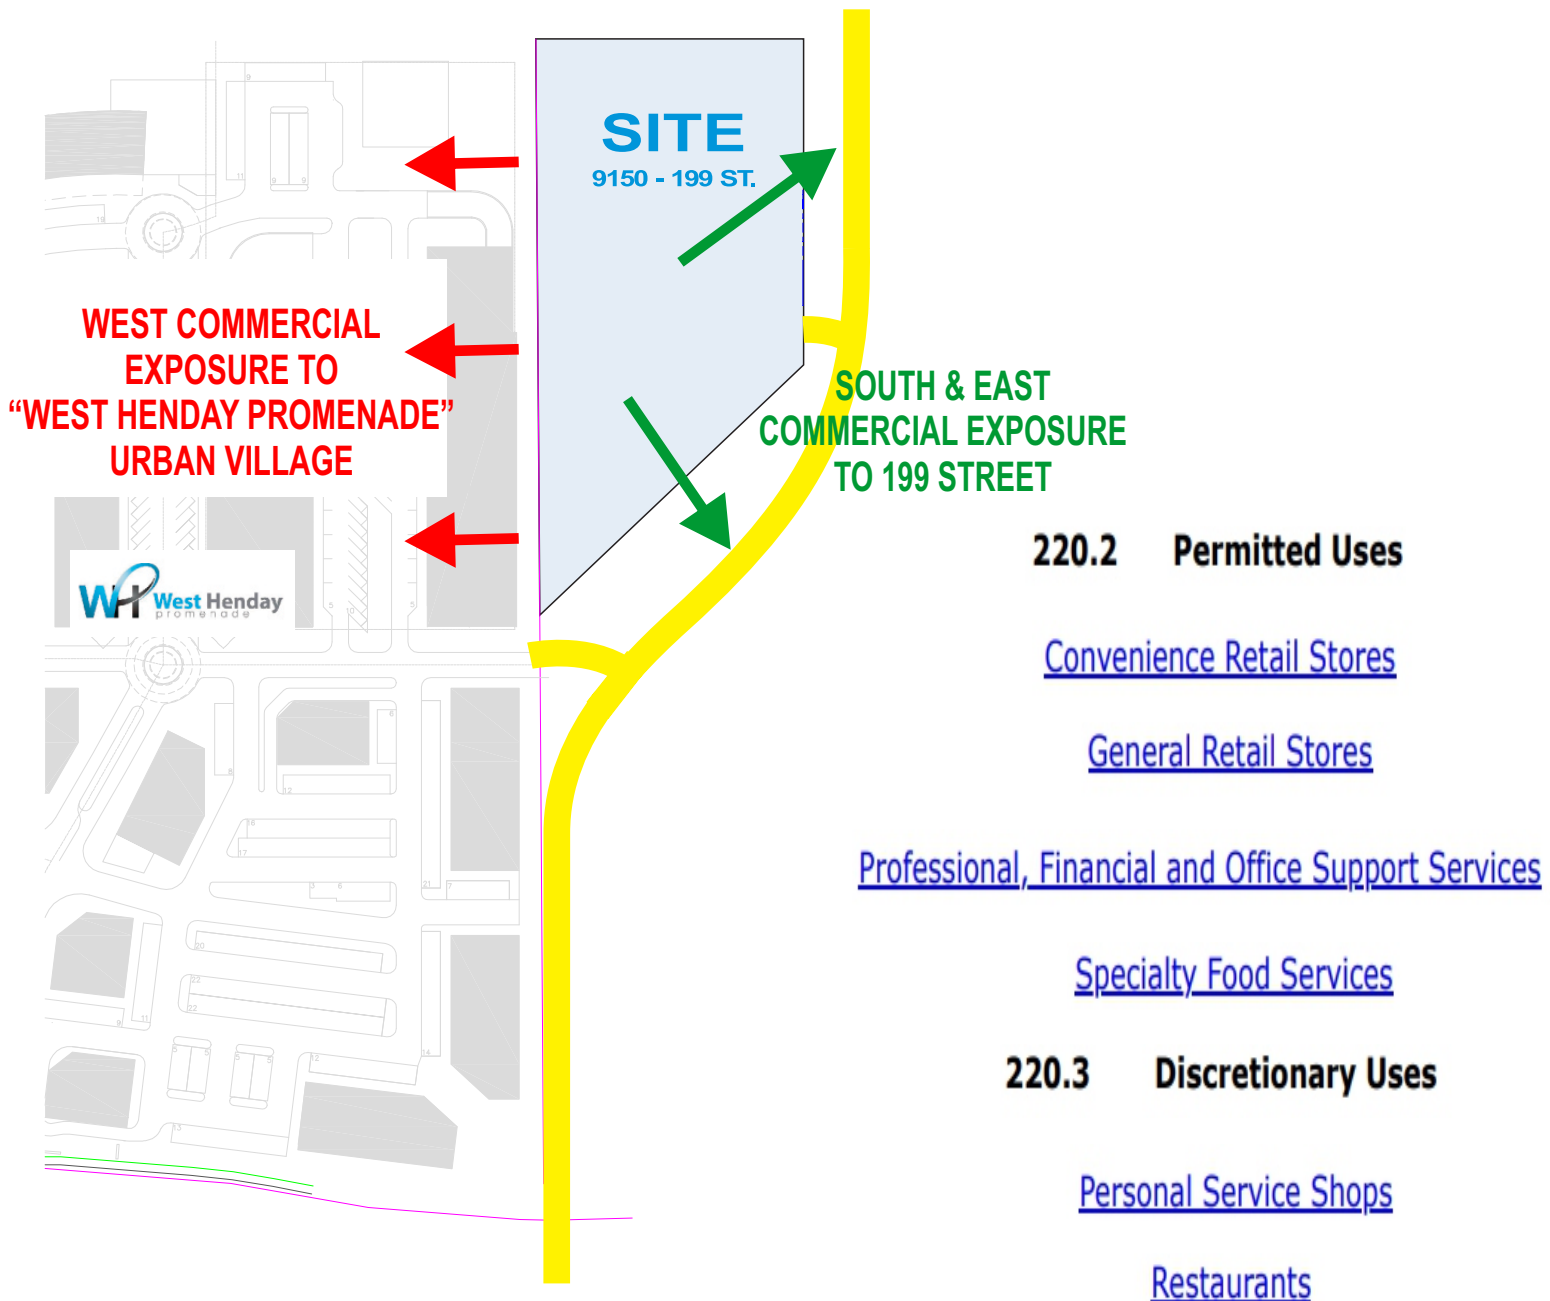 SITE
9150 - 199 ST.
WEST COMMERCIAL
EXPOSURE TO
“WEST HENDAY PROMENADE”
URBAN VILLAGE
SOUTH & EAST
COMMERCIAL EXPOSURE
TO 199 STREET
WH West Henday
promenade
220.2 Permitted Uses
Convenience Retail Stores
General Retail Stores
Professional, Financial and Office Support Services
Specialty Food Services
220.3 Discretionary Uses
Personal Service Shops
Restaurants